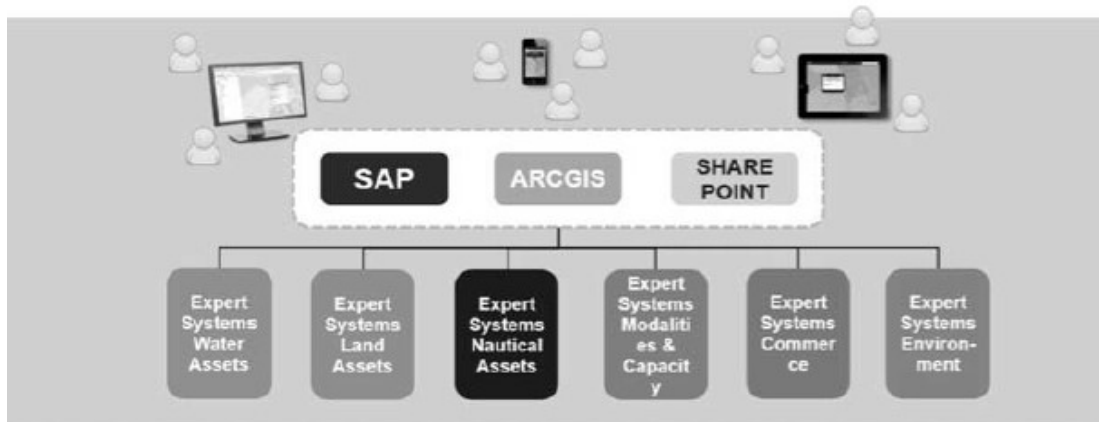 SAP
ARCGIS
SHARE
POINT
Expert
Systems
Water
Assets
Expert
Systems
Land
Assets
Expert
Systems
Nautical
Assets
Expert
Systems
Modaliti
es &
Capacit
y
Expert
Systems
Commer
ce
Expert
Systems
Environ-
ment